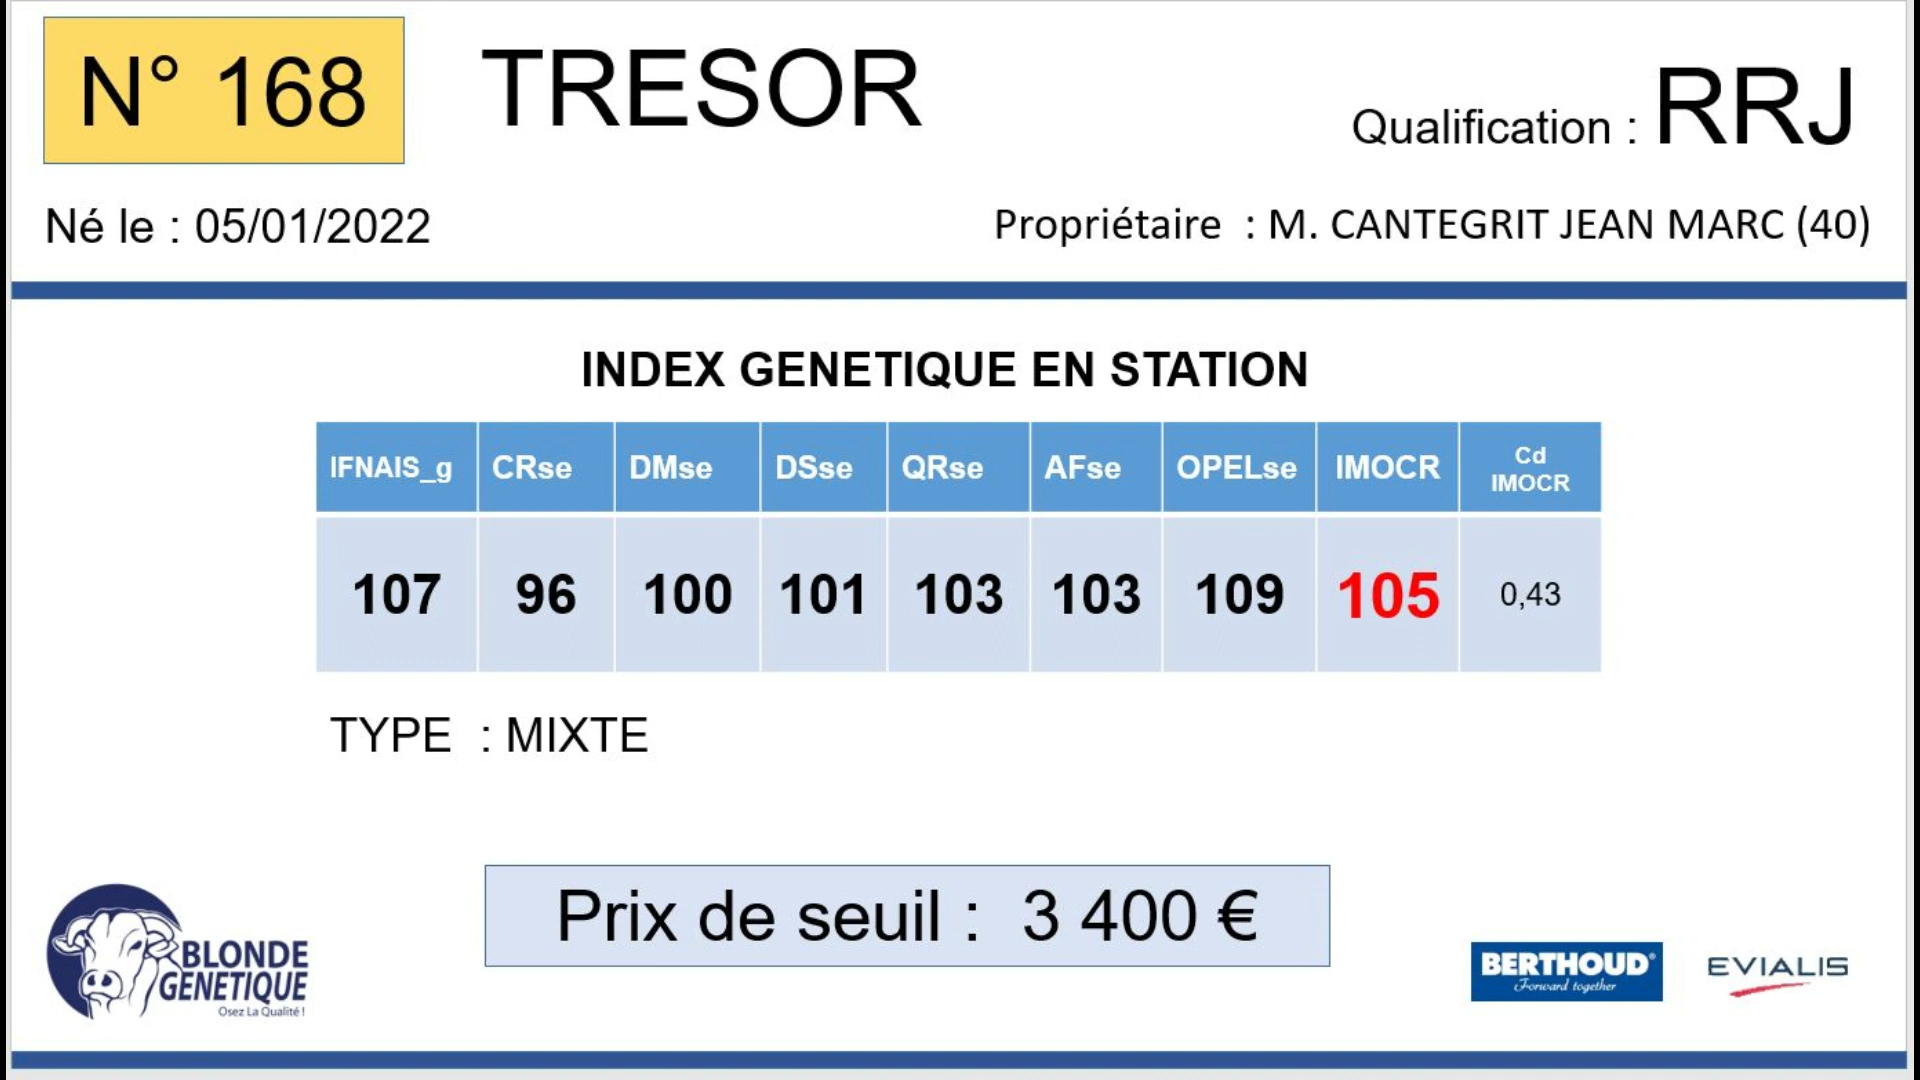 N° 168
TRESOR
Qualification : RRJ
Né le : 05/01/2022
Propriétaire : M. CANTEGRIT JEAN MARC (40)
INDEX GENETIQUE EN STATION
IFNAIS_g CRse DMse DSse QRse AFse OPELse IMOCR Cd IMOCR
107 96 100 101 103 103 109 105 0,43
TYPE : MIXTE
Prix de seuil : 3 400 €
BLONDE
GENETIQUE
Osez La Qualité !
BERTHOUD®
Forward together
EVIALIS